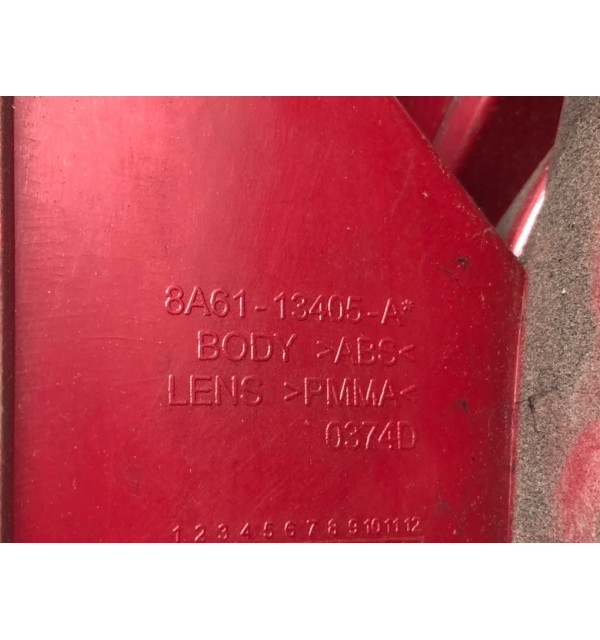 8A61-13405-A*
BODY >ABS<
LENS >PMMA<
0374D
1 2 3 4 5 6 7 8 9 10 11 12